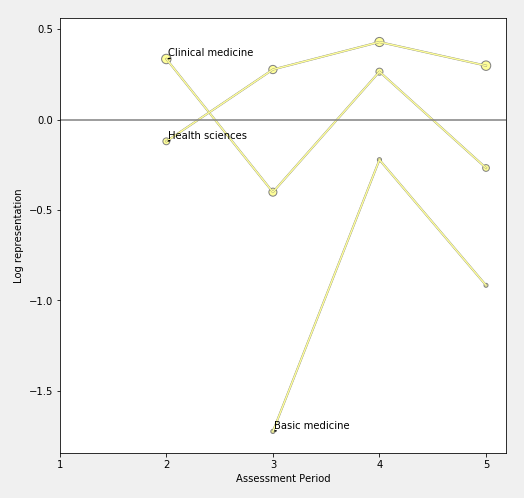 0.5
Clinical medicine
0.0
Health sciences
−0.5
Log representation
−1.0
−1.5
Basic medicine
1 2 3 4 5
Assessment Period